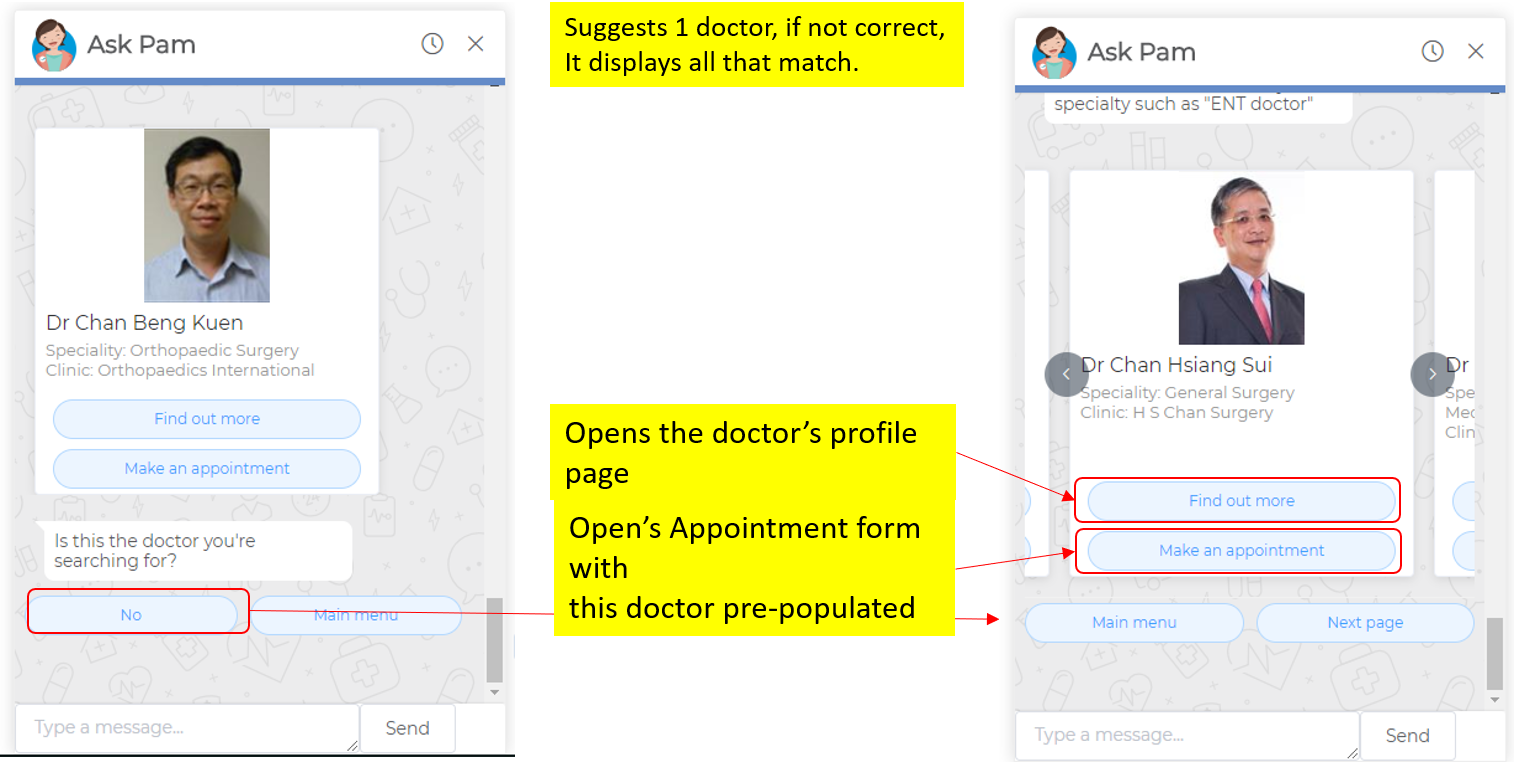 Ask Pam
Dr Chan Beng Kuen
Speciality: Orthopaedic Surgery
Clinic: Orthopaedics International
Find out more
Make an appointment
Is this the doctor you're
searching for?
No
Main menu
Type a message...
Send
Suggests 1 doctor, if not correct,
It displays all that match.
Opens the doctor's profile
page
Open's Appointment form
with
this doctor pre-populated
Ask Pam
specialty such as "ENT doctor"
Dr Chan Hsiang Sui
Speciality: General Surgery
Clinic: H S Chan Surgery
Find out more
Make an appointment
Dr
Main menu
Next page
Type a message...
Send